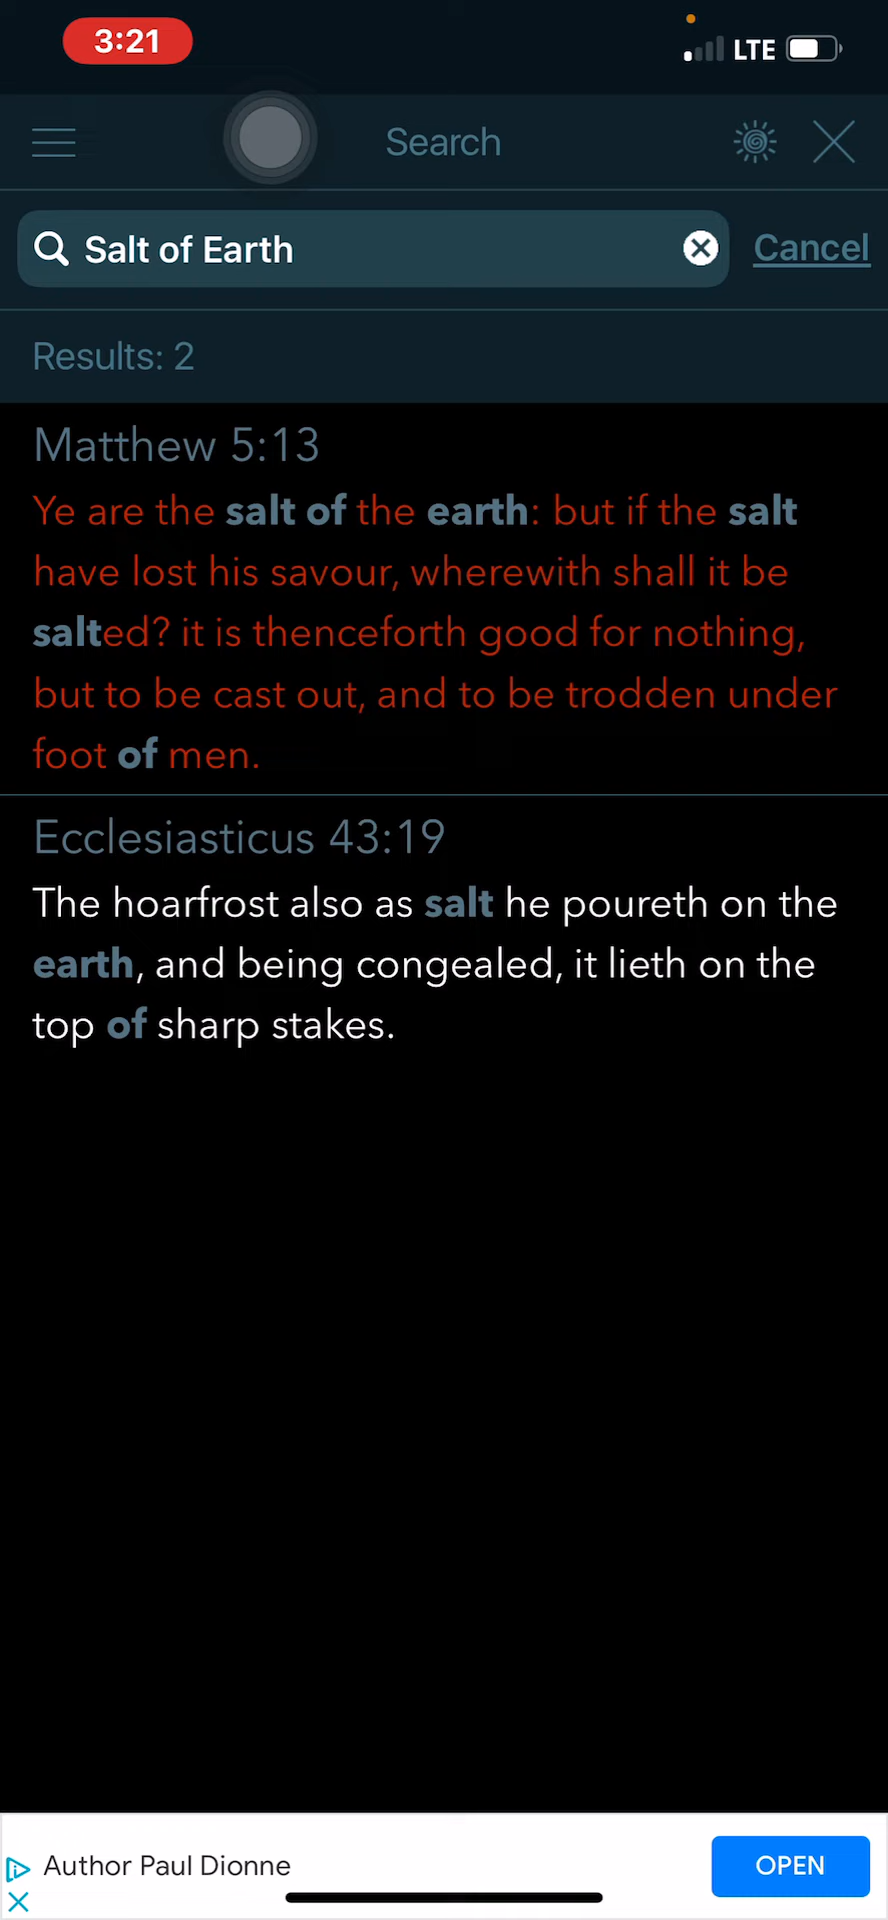 3:21
LTE
Search
Salt of Earth
Cancel
Results: 2
Matthew 5:13
Ye are the salt of the earth: but if the salt
have lost his savour, wherewith shall it be
salted? it is thenceforth good for nothing,
but to be cast out, and to be trodden under
foot of men.
Ecclesiasticus 43:19
The hoarfrost also as salt he poureth on the
earth, and being congealed, it lieth on the
top of sharp stakes.
Author Paul Dionne
OPEN